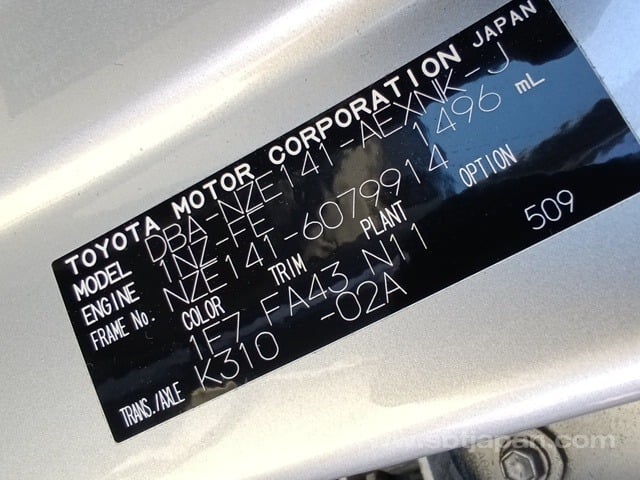 TOYOTA MOTOR CORPORATION JAPAN
MODEL DBA-NZE141-AEXNK-J
ENGINE 1NZ-FE 1496 mL
FRAME No. NZE141-6079914
COLOR TRIM PLANT OPTION
1E7 FA43 N11 509
TRANS./AXLE K310 -02A
sbtjapan.com